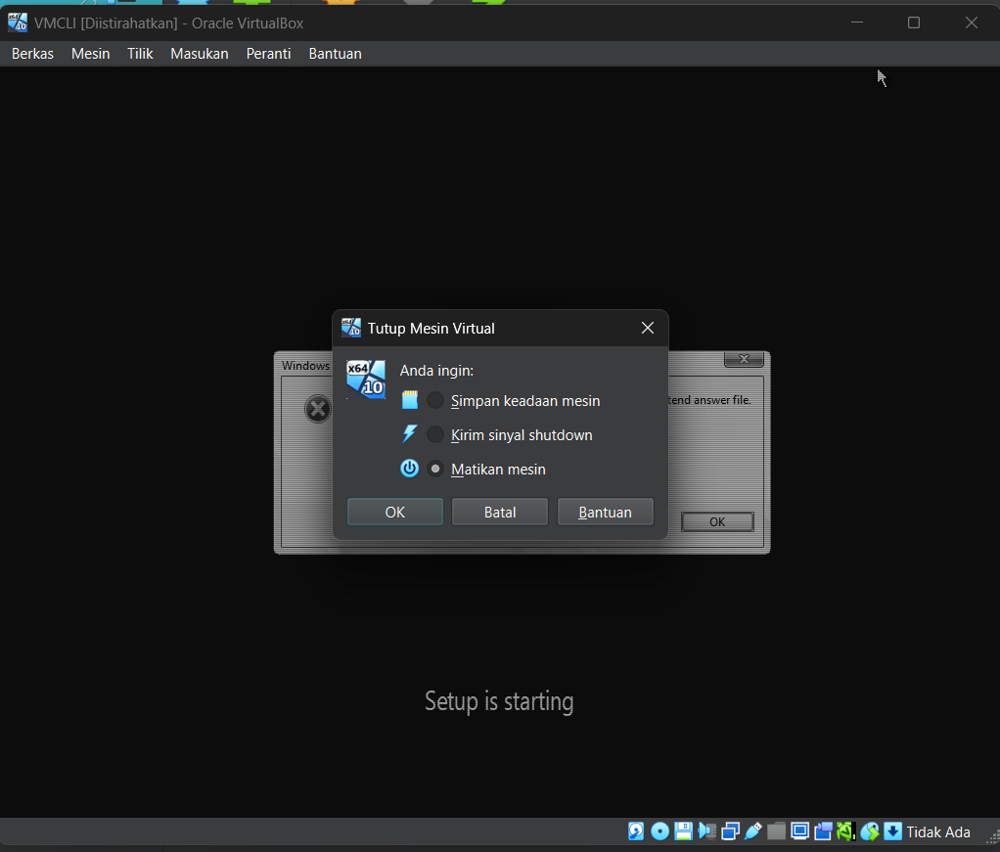 VMCLI [Diistirahatkan] - Oracle VirtualBox
Berkas Mesin Tilik Masukan Peranti Bantuan
Tutup Mesin Virtual
Windows
x64
10
Anda ingin:
tend answer file.
Simpan keadaan mesin
Kirim sinyal shutdown
Matikan mesin
OK Batal Bantuan
OK
Setup is starting
Tidak Ada